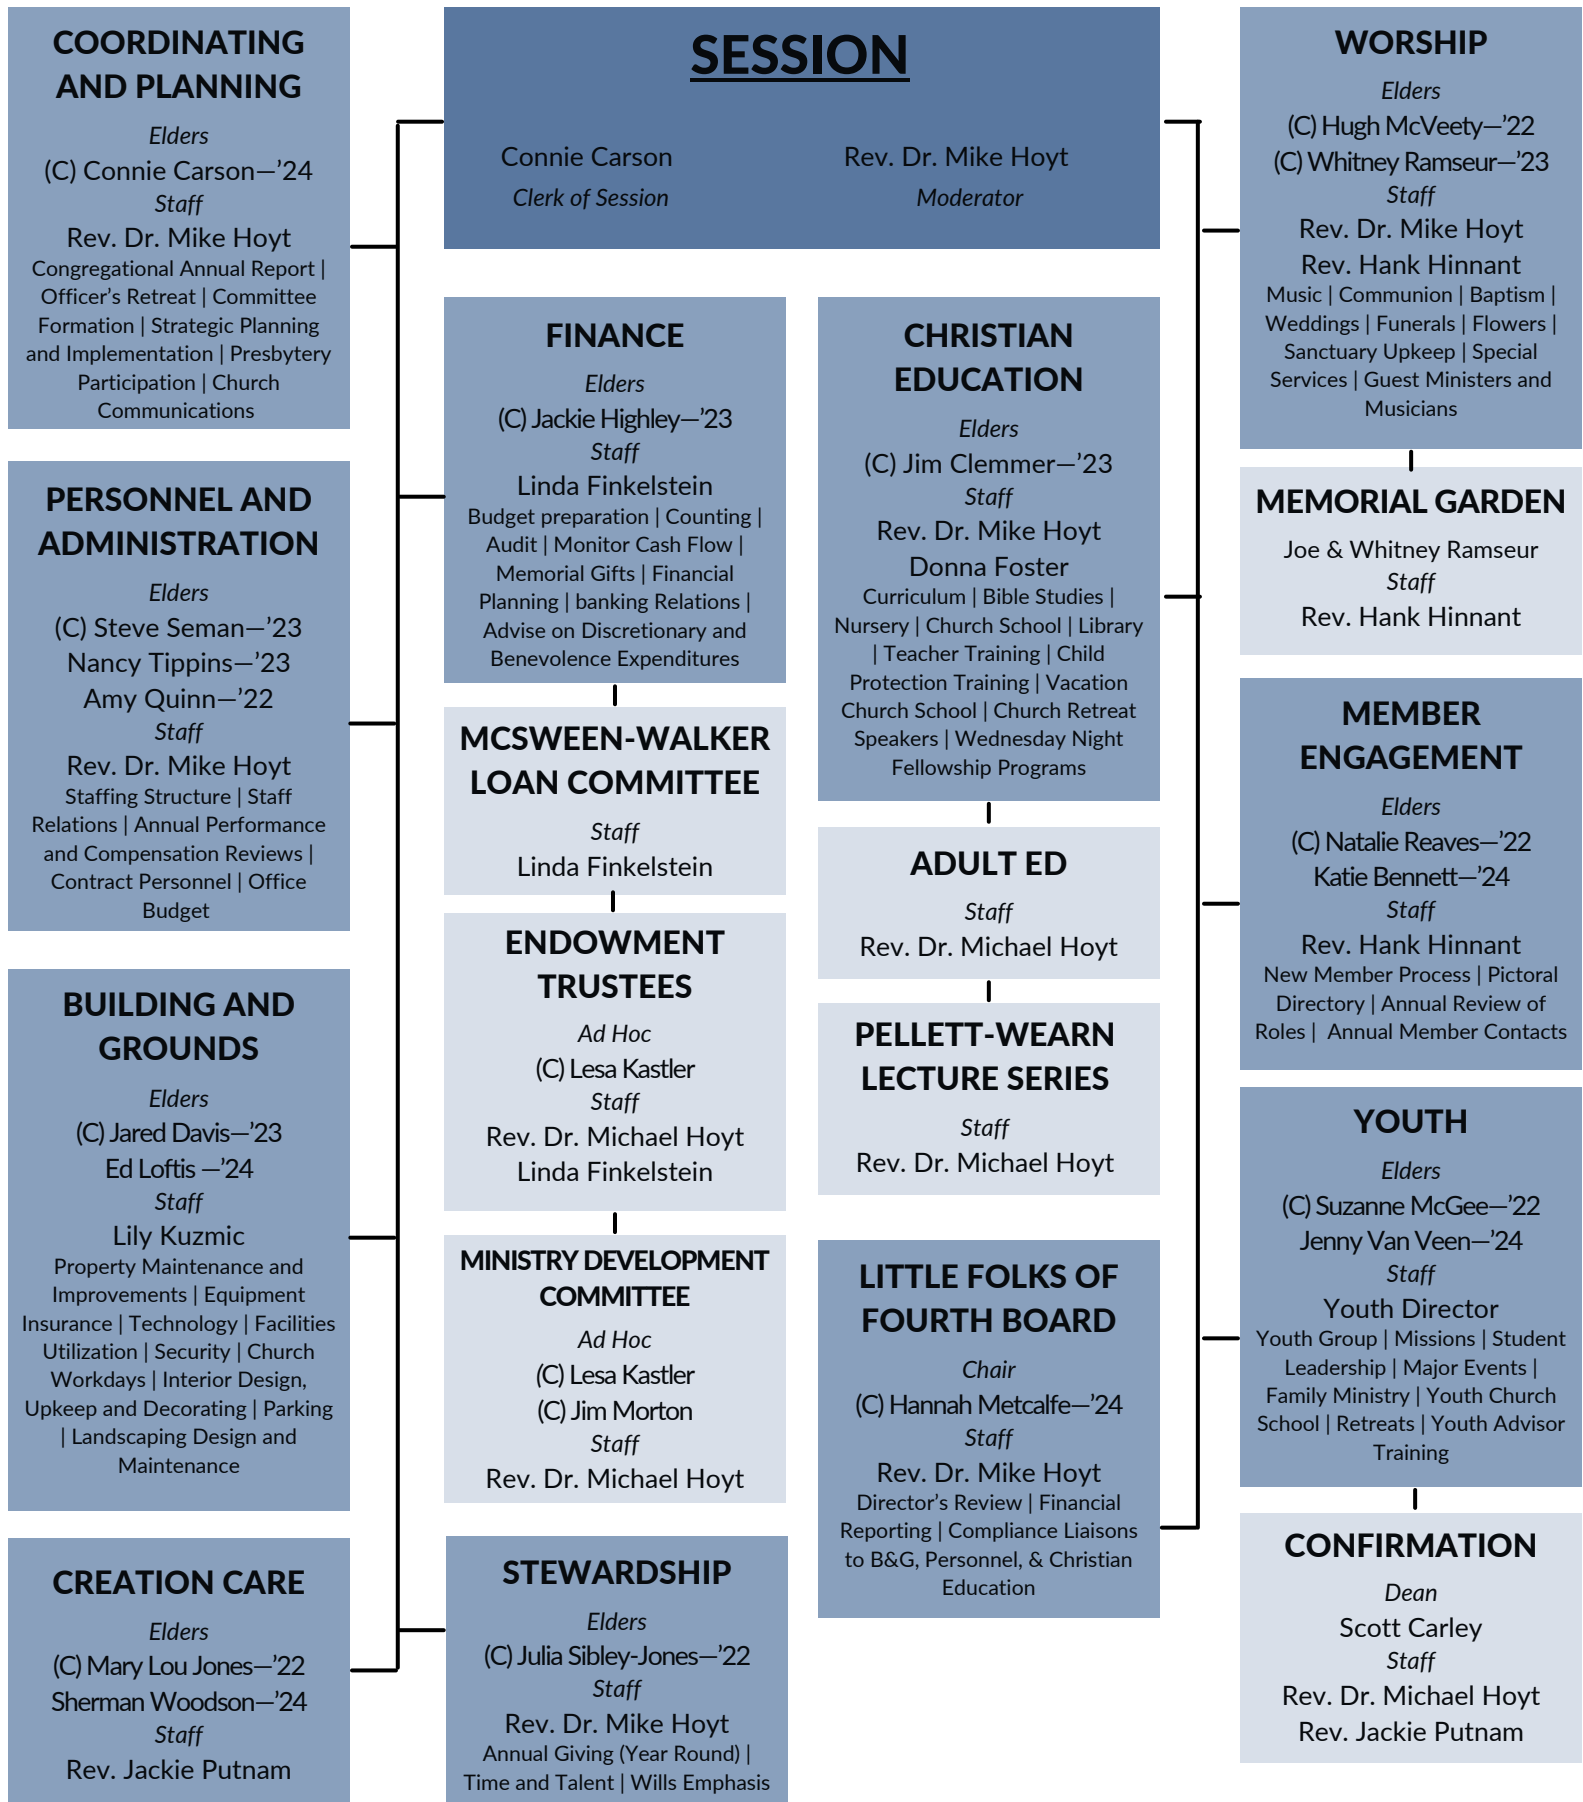 SESSION
Connie Carson
Clerk of Session
Rev. Dr. Mike Hoyt
Moderator
COORDINATING
AND PLANNING
Elders
(C) Connie Carson—’24
Staff
Rev. Dr. Mike Hoyt
Congregational Annual Report |
Officer’s Retreat | Committee
Formation | Strategic Planning
and Implementation | Presbytery
Participation | Church
Communications
PERSONNEL AND
ADMINISTRATION
Elders
(C) Steve Seman—’23
Nancy Tippins—’23
Amy Quinn—’22
Staff
Rev. Dr. Mike Hoyt
Staffing Structure | Staff
Relations | Annual Performance
and Compensation Reviews |
Contract Personnel | Office
Budget
BUILDING AND
GROUNDS
Elders
(C) Jared Davis—’23
Ed Loftis —’24
Staff
Lily Kuzmic
Property Maintenance and
Improvements | Equipment
Insurance | Technology | Facilities
Utilization | Security | Church
Workdays | Interior Design,
Upkeep and Decorating | Parking
| Landscaping Design and
Maintenance
CREATION CARE
Elders
(C) Mary Lou Jones—’22
Sherman Woodson—’24
Staff
Rev. Jackie Putnam
FINANCE
Elders
(C) Jackie Highley—’23
Staff
Linda Finkelstein
Budget preparation | Counting |
Audit | Monitor Cash Flow |
Memorial Gifts | Financial
Planning | banking Relations |
Advise on Discretionary and
Benevolence Expenditures
MCSWEEN-WALKER
LOAN COMMITTEE
Staff
Linda Finkelstein
ENDOWMENT
TRUSTEES
Ad Hoc
(C) Lesa Kastler
Staff
Rev. Dr. Michael Hoyt
Linda Finkelstein
MINISTRY DEVELOPMENT
COMMITTEE
Ad Hoc
(C) Lesa Kastler
(C) Jim Morton
Staff
Rev. Dr. Michael Hoyt
STEWARDSHIP
Elders
(C) Julia Sibley-Jones—’22
Staff
Rev. Dr. Mike Hoyt
Annual Giving (Year Round) |
Time and Talent | Wills Emphasis
CHRISTIAN
EDUCATION
Elders
(C) Jim Clemmer—’23
Staff
Rev. Dr. Mike Hoyt
Donna Foster
Curriculum | Bible Studies |
Nursery | Church School | Library
| Teacher Training | Child
Protection Training | Vacation
Church School | Church Retreat
Speakers | Wednesday Night
Fellowship Programs
ADULT ED
Staff
Rev. Dr. Michael Hoyt
PELLETT-WEARN
LECTURE SERIES
Staff
Rev. Dr. Michael Hoyt
LITTLE FOLKS OF
FOURTH BOARD
Chair
(C) Hannah Metcalfe—’24
Staff
Rev. Dr. Mike Hoyt
Director’s Review | Financial
Reporting | Compliance Liaisons
to B&G, Personnel, & Christian
Education
WORSHIP
Elders
(C) Hugh McVeety—’22
(C) Whitney Ramseur—’23
Staff
Rev. Dr. Mike Hoyt
Rev. Hank Hinnant
Music | Communion | Baptism |
Weddings | Funerals | Flowers |
Sanctuary Upkeep | Special
Services | Guest Ministers and
Musicians
MEMORIAL GARDEN
Joe & Whitney Ramseur
Staff
Rev. Hank Hinnant
MEMBER
ENGAGEMENT
Elders
(C) Natalie Reaves—’22
Katie Bennett—’24
Staff
Rev. Hank Hinnant
New Member Process | Pictoral
Directory | Annual Review of
Roles | Annual Member Contacts
YOUTH
Elders
(C) Suzanne McGee—’22
Jenny Van Veen—’24
Staff
Youth Director
Youth Group | Missions | Student
Leadership | Major Events |
Family Ministry | Youth Church
School | Retreats | Youth Advisor
Training
CONFIRMATION
Dean
Scott Carley
Staff
Rev. Dr. Michael Hoyt
Rev. Jackie Putnam